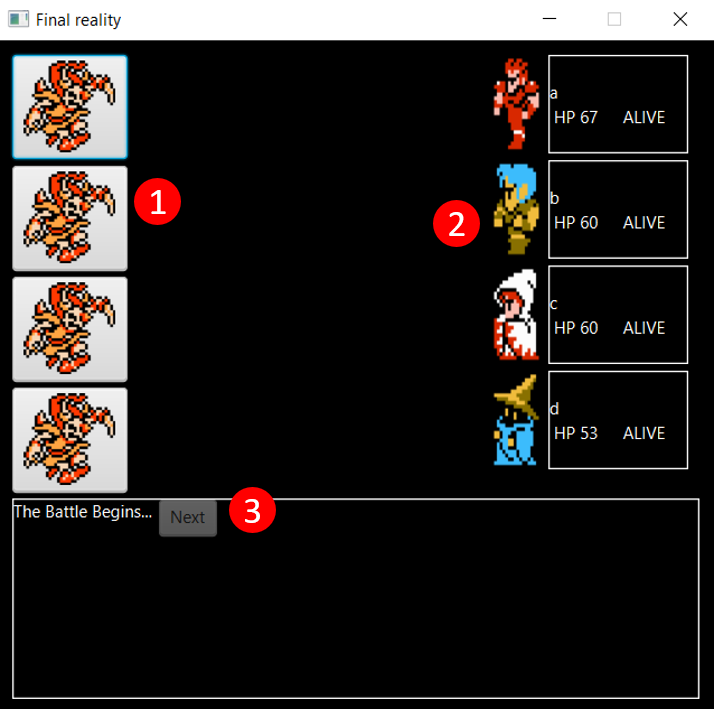 Final reality
a
HP 67 ALIVE
1
b
2
HP 60 ALIVE
c
HP 60 ALIVE
d
HP 53 ALIVE
The Battle Begins... Next
3